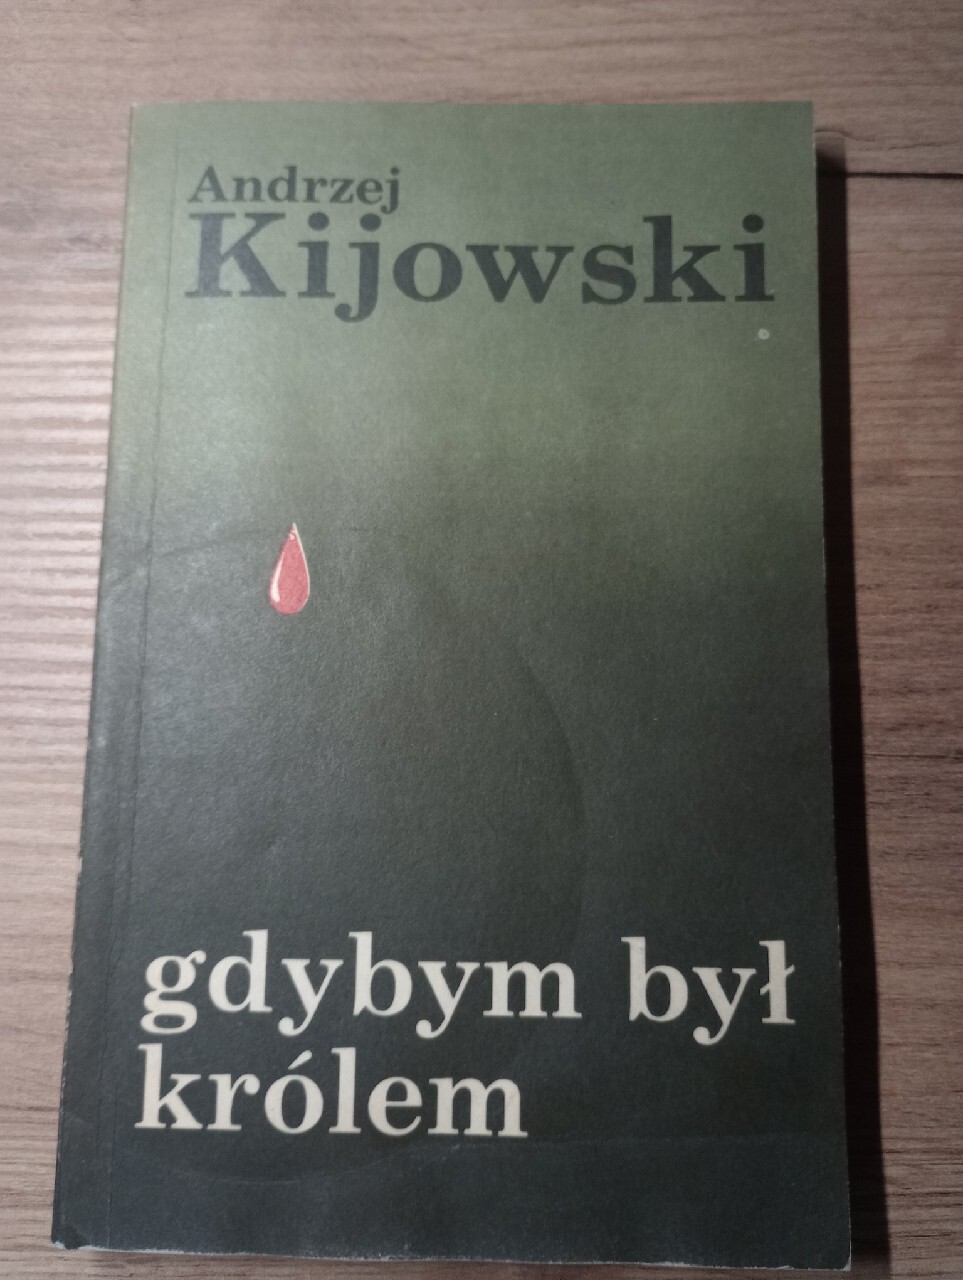 Andrzej
Kijowski
gdybym był
królem